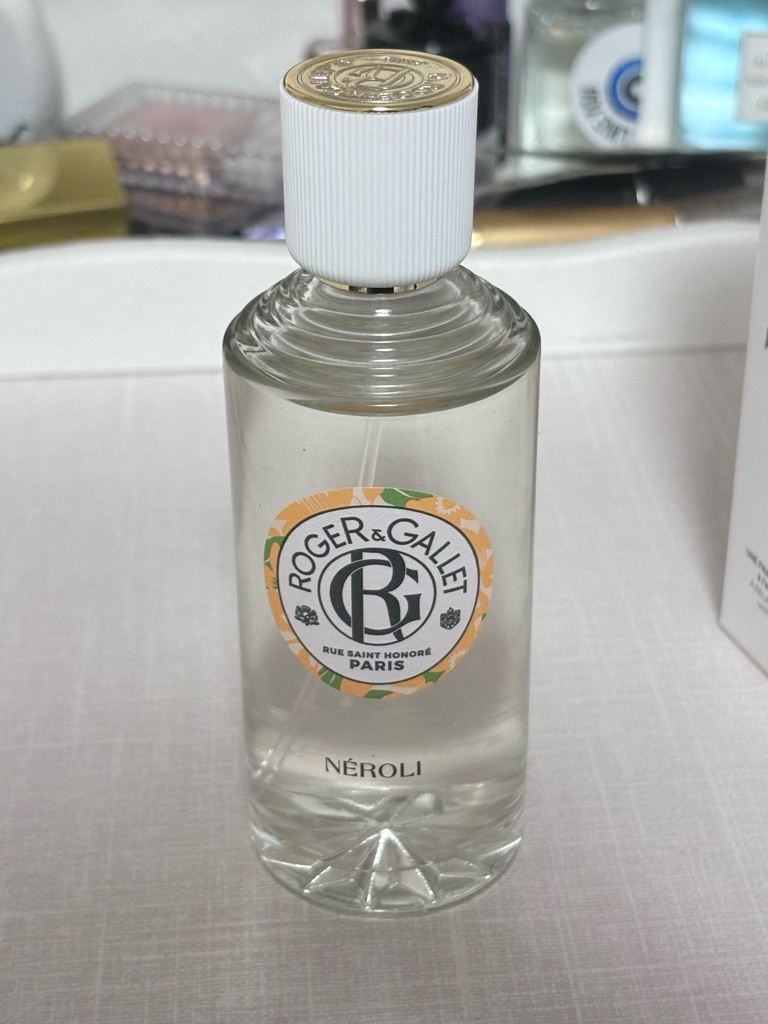 ROGER & GALLET
RG
RUE SAINT HONORÉ
PARIS
NÉROLI